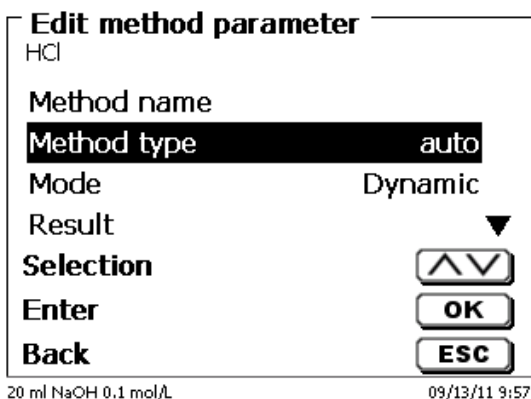 Edit method parameter
HCl
Method name
Method type auto
Mode Dynamic
Result
Selection
Enter OK
Back ESC
20 ml NaOH 0.1 mol/L 09/13/11 9:57